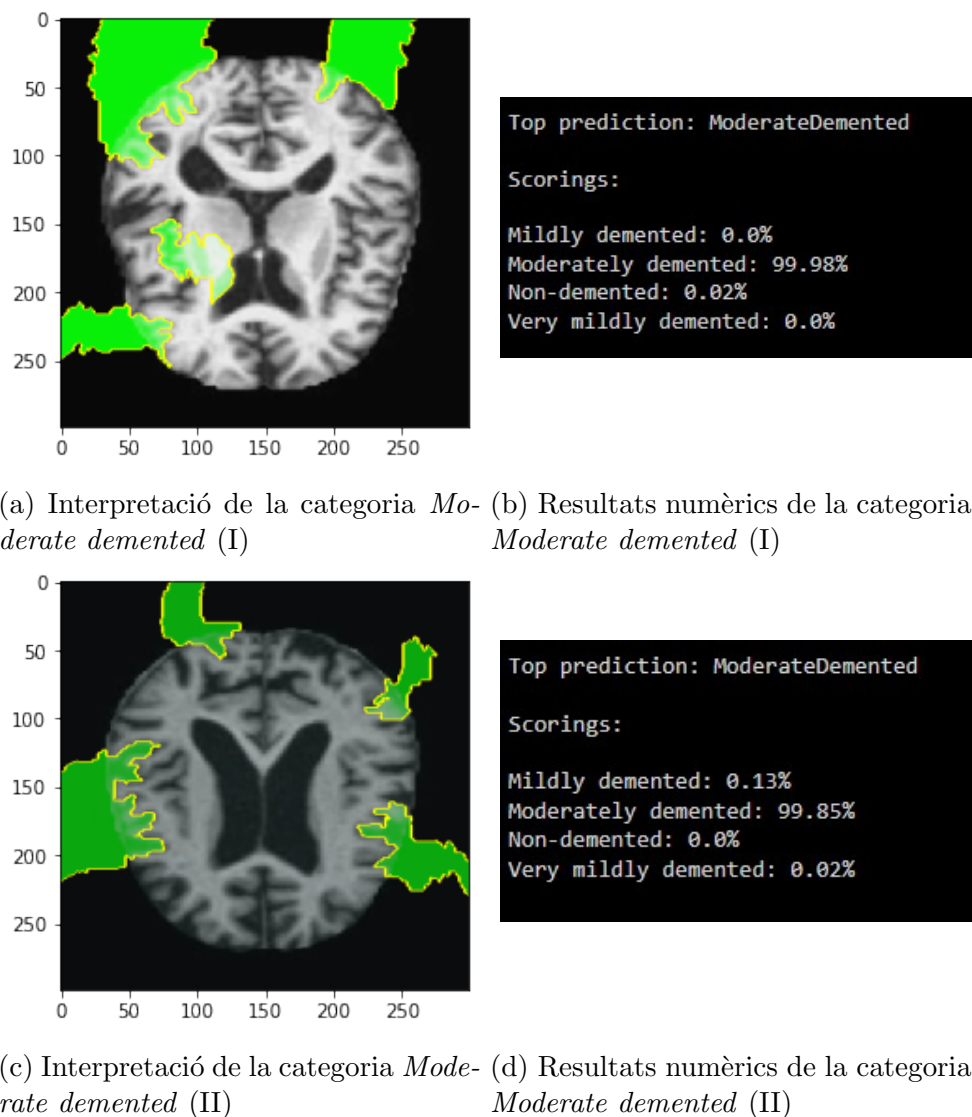 0
50
100
150
200
250
0 50 100 150 200 250
Top prediction: ModerateDemented
Scorings:
Mildly demented: 0.0%
Moderately demented: 99.98%
Non-demented: 0.02%
Very mildly demented: 0.0%
(a) Interpretació de la categoria Mo-
derate demented (I)
(b) Resultats numèrics de la categoria
Moderate demented (I)
0
50
100
150
200
250
0 50 100 150 200 250
Top prediction: ModerateDemented
Scorings:
Mildly demented: 0.13%
Moderately demented: 99.85%
Non-demented: 0.0%
Very mildly demented: 0.02%
(c) Interpretació de la categoria Mode-
rate demented (II)
(d) Resultats numèrics de la categoria
Moderate demented (II)